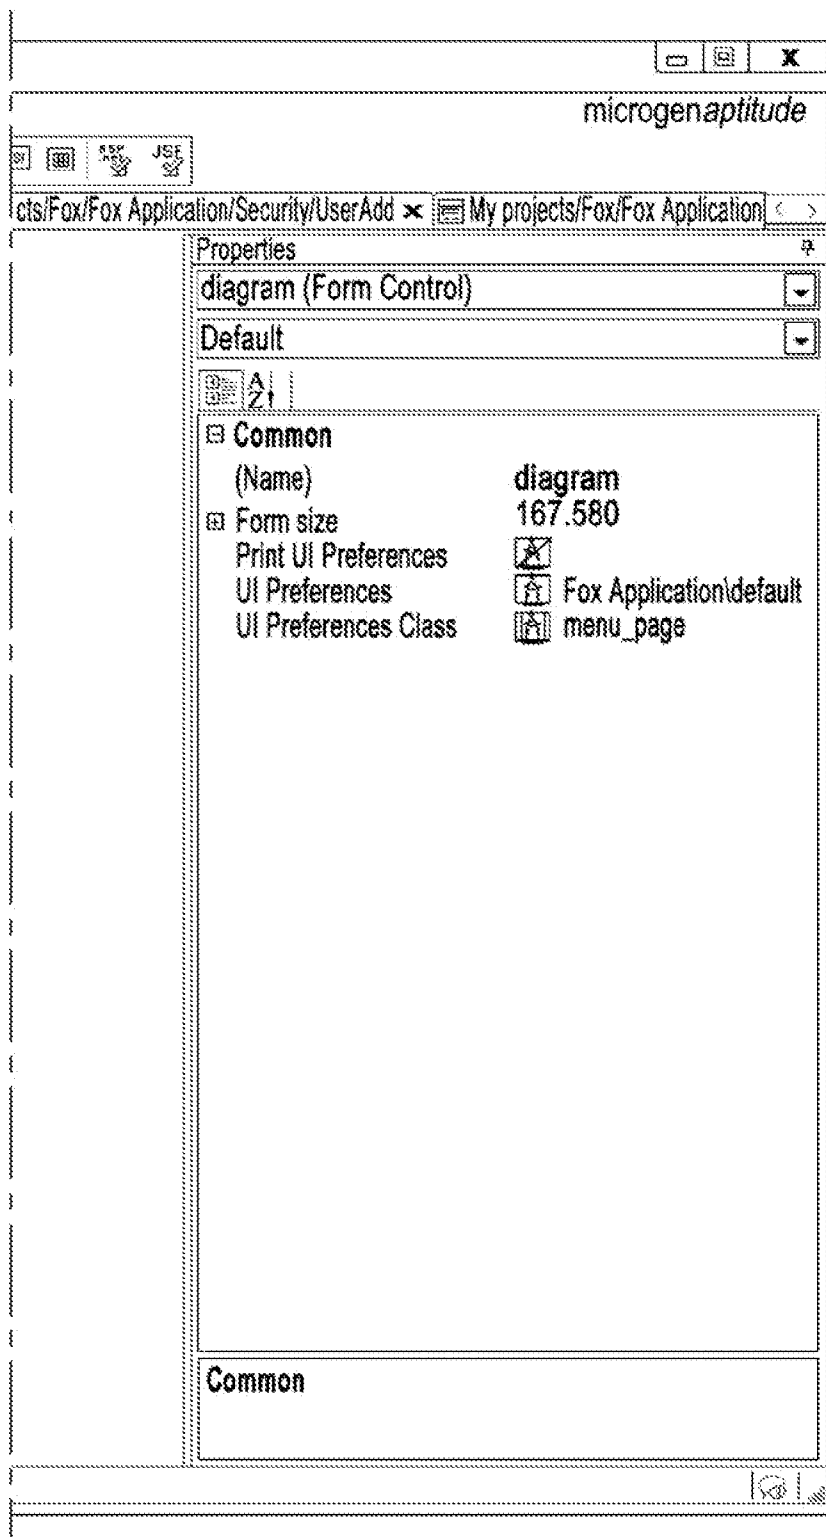 microgenaptitude
JSF
cts/Fox/Fox Application/Security/UserAdd My projects/Fox/Fox Application
Properties
diagram (Form Control)
Default
A
Z
Common
(Name) diagram
Form size 167.580
Print UI Preferences
UI Preferences Fox Application\default
UI Preferences Class menu_page
Common